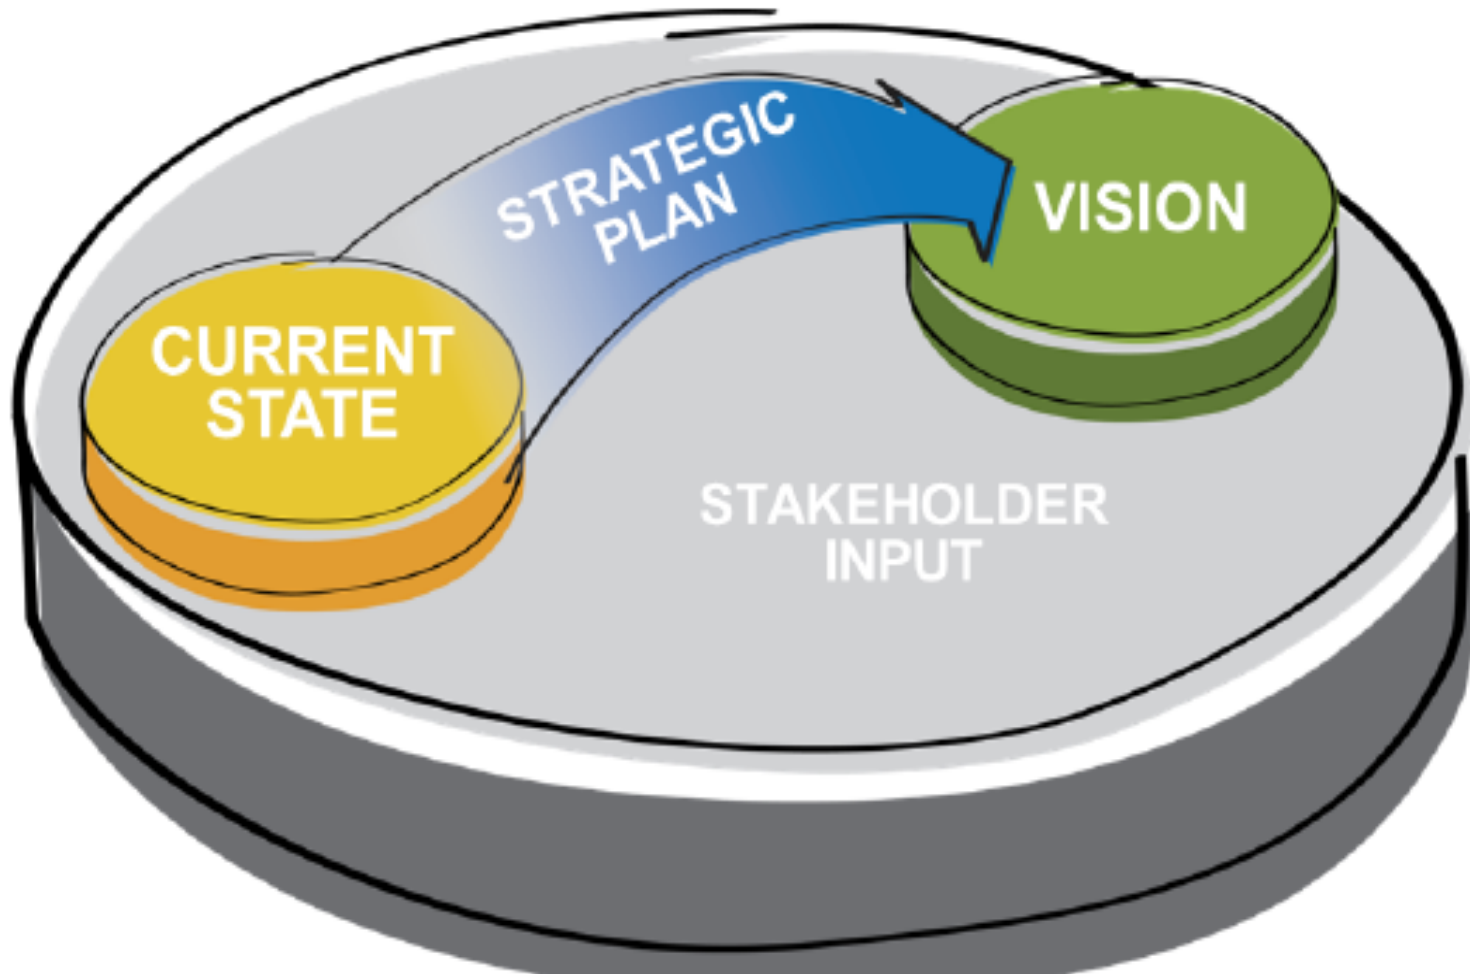 STRATEGIC
PLAN
VISION
CURRENT
STATE
STAKEHOLDER
INPUT